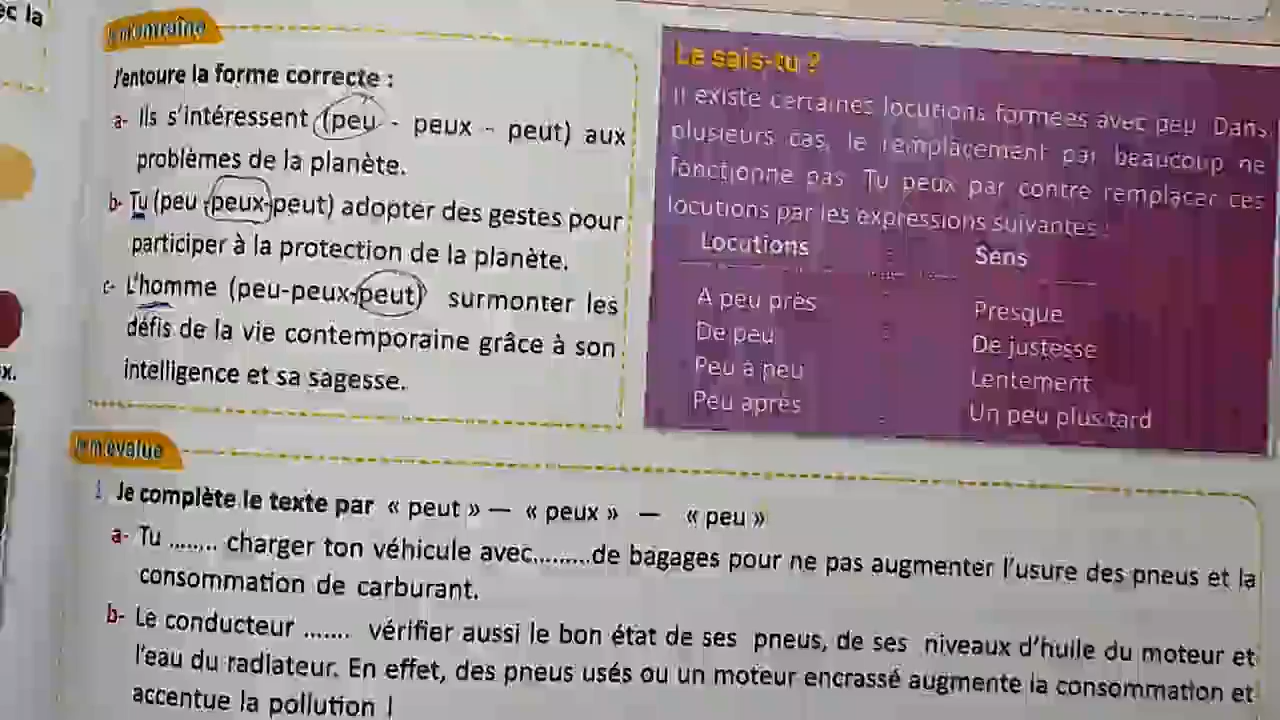 ec la
Je m'entraîne
J'entoure la forme correcte :
a- Ils s'intéressent (peu - peux - peut) aux
problèmes de la planète.
b- Tu (peu -peux-peut) adopter des gestes pour
participer à la protection de la planète.
c- L'homme (peu-peux-peut) surmonter les
défis de la vie contemporaine grâce à son
intelligence et sa sagesse.
x.
Le sais-tu ?
Il existe certaines locutions formées avec peu. Dans
plusieurs cas, le remplacement par beaucoup ne
fonctionne pas. Tu peux par contre remplacer ces
locutions par les expressions suivantes :
Locutions : Sens
A peu près : Presque
De peu : De justesse
Peu à peu Lentement
Peu après : Un peu plus tard
Je m'évalue
1 Je complète le texte par « peut » — « peux » — « peu »
a- Tu ........ charger ton véhicule avec.........de bagages pour ne pas augmenter l'usure des pneus et la
consommation de carburant.
b- Le conducteur ....... vérifier aussi le bon état de ses pneus, de ses niveaux d'huile du moteur et
l'eau du radiateur. En effet, des pneus usés ou un moteur encrassé augmente la consommation et
accentue la pollution !